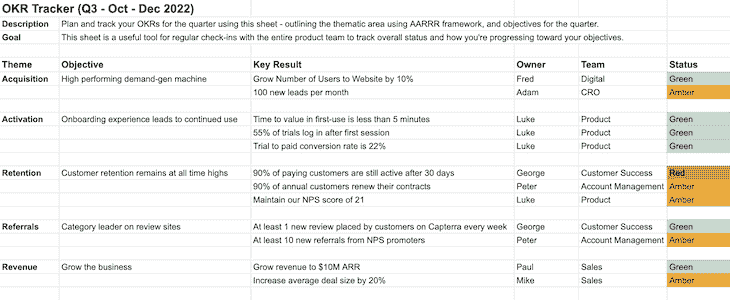 OKR Tracker (Q3 - Oct - Dec 2022)
Description Plan and track your OKRs for the quarter using this sheet - outlining the thematic area using AARRR framework, and objectives for the quarter.
Goal This sheet is a useful tool for regular check-ins with the entire product team to track overall status and how you're progressing toward your objectives.
Theme Objective Key Result Owner Team Status
Acquisition High performing demand-gen machine Grow Number of Users to Website by 10% Fred Digital Green
100 new leads per month Adam CRO Amber
Activation Onboarding experience leads to continued use Time to value in first-use is less than 5 minutes Luke Product Green
55% of trials log in after first session Luke Product Green
Trial to paid conversion rate is 22% Luke Product Green
Retention Customer retention remains at all time highs 90% of paying customers are still active after 30 days George Customer Success Red
90% of annual customers renew their contracts Peter Account Management Amber
Maintain our NPS score of 21 Luke Product Amber
Referrals Category leader on review sites At least 1 new review placed by customers on Capterra every week George Customer Success Green
At least 10 new referrals from NPS promoters Peter Account Management Amber
Revenue Grow the business Grow revenue to $10M ARR Paul Sales Green
Increase average deal size by 20% Mike Sales Amber